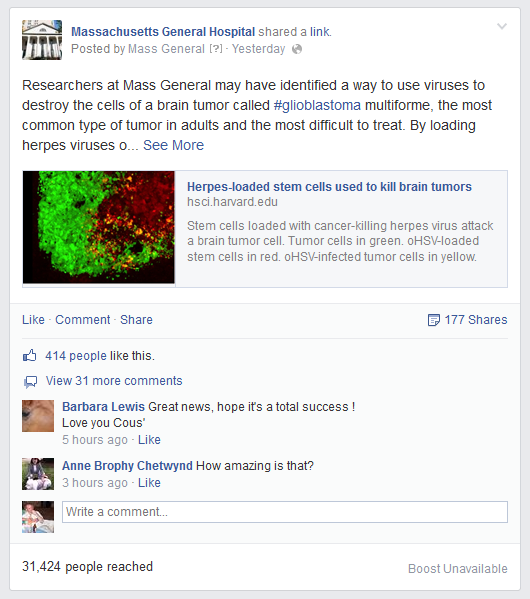 Massachusetts General Hospital shared a link.
Posted by Mass General [?] · Yesterday ·
Researchers at Mass General may have identified a way to use viruses to
destroy the cells of a brain tumor called #glioblastoma multiforme, the most
common type of tumor in adults and the most difficult to treat. By loading
herpes viruses o... See More
Herpes-loaded stem cells used to kill brain tumors
hsci.harvard.edu
Stem cells loaded with cancer-killing herpes virus attack
a brain tumor cell. Tumor cells in green. oHSV-loaded
stem cells in red. oHSV-infected tumor cells in yellow.
Like · Comment · Share 177 Shares
414 people like this.
View 31 more comments
Barbara Lewis Great news, hope it's a total success !
Love you Cous'
5 hours ago · Like
Anne Brophy Chetwynd How amazing is that?
3 hours ago · Like
Write a comment...
31,424 people reached Boost Unavailable